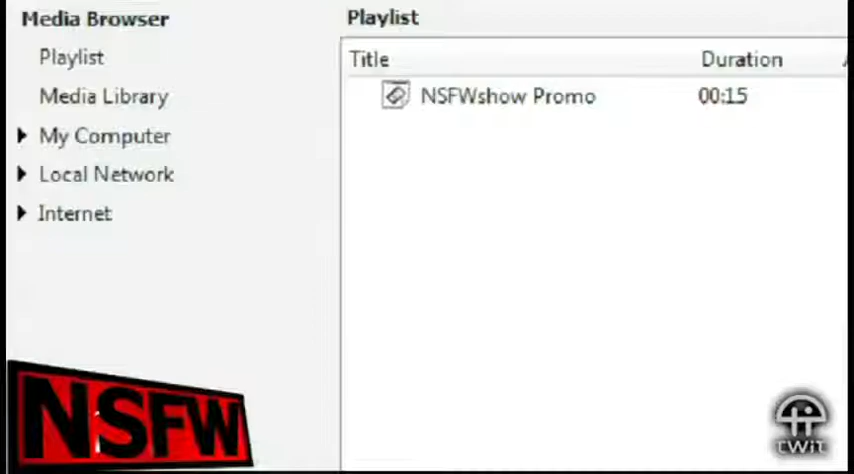 Media Browser
Playlist
Media Library
My Computer
Local Network
Internet
Playlist
Title Duration
NSFWshow Promo 00:15
NSFW
TWiT